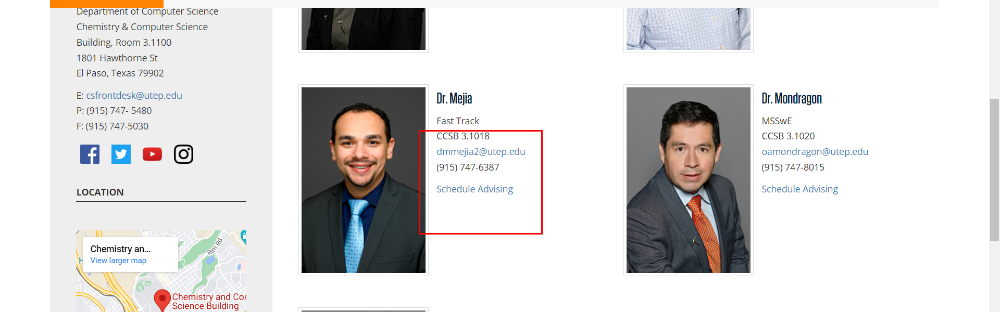 Department of Computer Science
Chemistry & Computer Science
Building, Room 3.1100
1801 Hawthorne St
El Paso, Texas 79902
E: csfrontdesk@utep.edu
P: (915) 747- 5480
F: (915) 747-5030
LOCATION
Chemistry an...
View larger map
H
Rim Rd
Chemistry and Cor
Science Building
Dr. Mejia
Fast Track
CCSB 3.1018
dmmejia2@utep.edu
(915) 747-6387
Schedule Advising
Dr. Mondragon
MSSwE
CCSB 3.1020
oamondragon@utep.edu
(915) 747-8015
Schedule Advising